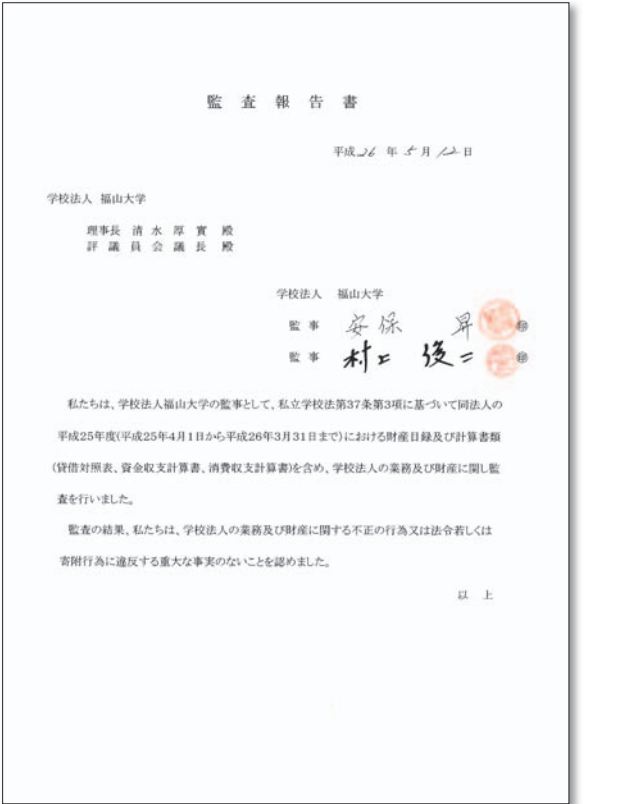 監査報告書
平成26年5月12日
学校法人 福山大学
理事長 清水厚實 殿
評議員会議長 殿
学校法人 福山大学
監事 安保 昇 ㊞
監事 村上 俊二 ㊞
私たちは、学校法人福山大学の監事として、私立学校法第37条第3項に基づいて同法人の
平成25年度(平成25年4月1日から平成26年3月31日まで)における財産目録及び計算書類
(貸借対照表、資金収支計算書、消費収支計算書)を含め、学校法人の業務及び財産に関し監
査を行いました。
監査の結果、私たちは、学校法人の業務及び財産に関する不正の行為又は法令若しくは
寄附行為に違反する重大な事実のないことを認めました。
以 上